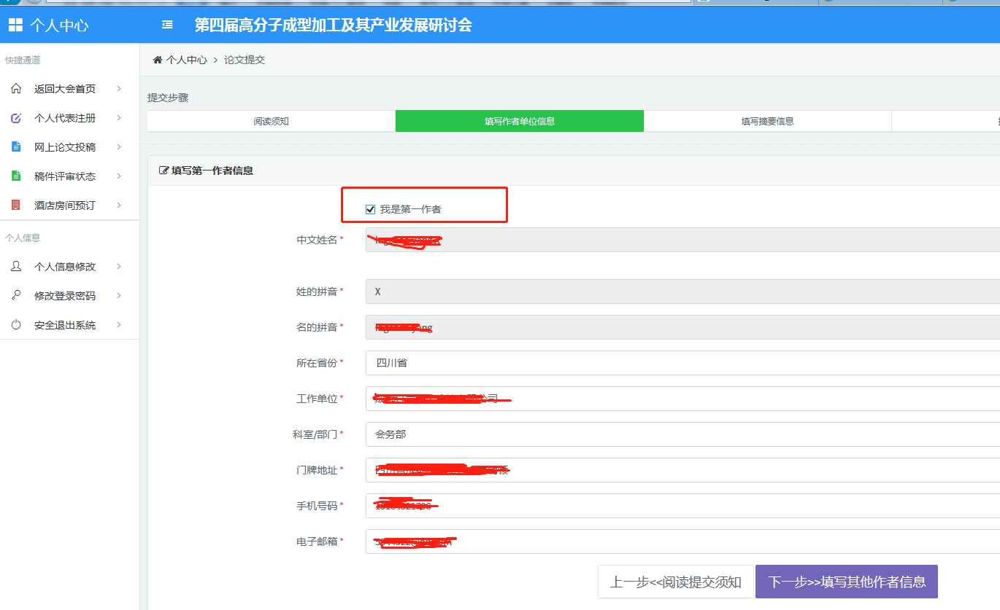 个人中心
第四届高分子成型加工及其产业发展研讨会
快捷通道
返回大会首页
个人代表注册
网上论文投稿
稿件评审状态
酒店房间预订
个人信息
个人信息修改
修改登录密码
安全退出系统
个人中心 > 论文提交
提交步骤
阅读须知
填写作者单位信息
填写摘要信息
填写第一作者信息
我是第一作者
中文姓名*
姓的拼音* X
名的拼音*
所在省份* 四川省
工作单位*
科室/部门* 会务部
门牌地址*
手机号码*
电子邮箱*
上一步<<阅读提交须知
下一步>>填写其他作者信息